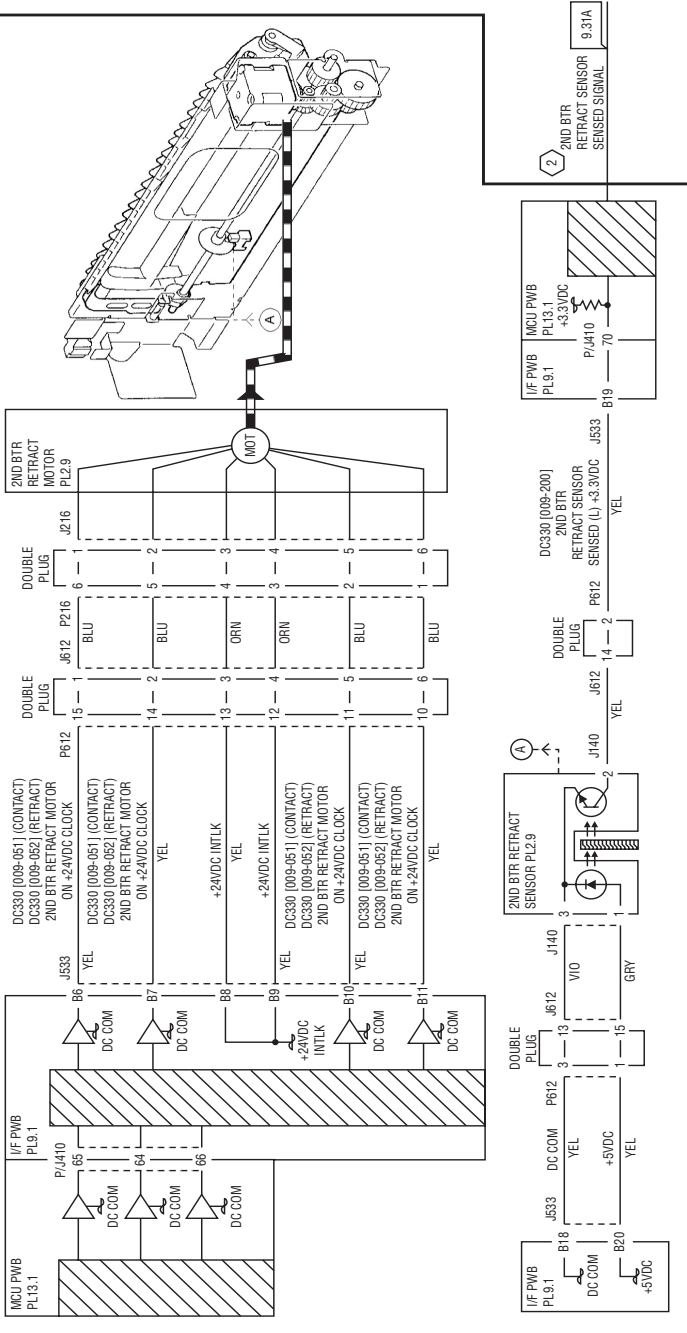 MCU PWB
PL13.1
DC COM
DC COM
DC COM
P/J410
65
64
66
I/F PWB
PL9.1
DC COM
DC COM
+24VDC
INTLK
DC COM
DC COM
J533
B6
B7
B8
B9
B10
B11
YEL
YEL
YEL
YEL
YEL
YEL
DC330 [009-051] (CONTACT)
DC330 [009-052] (RETRACT)
2ND BTR RETRACT MOTOR
ON +24VDC CLOCK
DC330 [009-051] (CONTACT)
DC330 [009-052] (RETRACT)
2ND BTR RETRACT MOTOR
ON +24VDC CLOCK
+24VDC INTLK
+24VDC INTLK
DC330 [009-051] (CONTACT)
DC330 [009-052] (RETRACT)
2ND BTR RETRACT MOTOR
ON +24VDC CLOCK
DC330 [009-051] (CONTACT)
DC330 [009-052] (RETRACT)
2ND BTR RETRACT MOTOR
ON +24VDC CLOCK
P612
DOUBLE
PLUG
J612
15 1
14 2
13 3
12 4
11 5
10 6
BLU
BLU
ORN
ORN
BLU
BLU
P216
DOUBLE
PLUG
J216
6 1
5 2
4 3
3 4
2 5
1 6
2ND BTR
RETRACT
MOTOR
PL2.9
MOT
A
I/F PWB
PL9.1
DC COM
+5VDC
J533
B18
B20
DC COM
YEL
+5VDC
YEL
P612
DOUBLE
PLUG
J612
3 13
1 15
VIO
GRY
J140
3
1
2ND BTR RETRACT
SENSOR PL2.9
A
2
J140
YEL
J612
DOUBLE
PLUG
P612
14 2
DC330 [009-200]
2ND BTR
RETRACT SENSOR
SENSED (L) +3.3VDC
YEL
J533
B19
I/F PWB
PL9.1
P/J410
70
MCU PWB
PL13.1
+3.3VDC
2
2ND BTR
RETRACT SENSOR
SENSED SIGNAL
9.31A